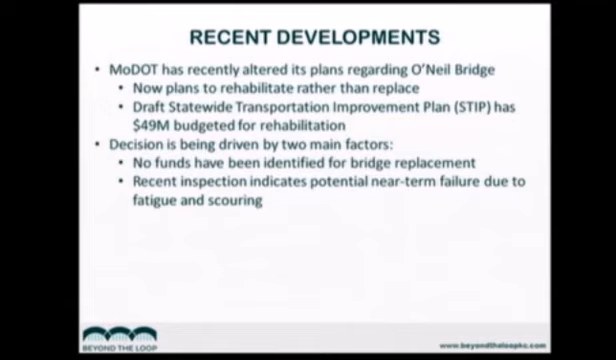 RECENT DEVELOPMENTS
• MoDOT has recently altered its plans regarding O'Neil Bridge
• Now plans to rehabilitate rather than replace
• Draft Statewide Transportation Improvement Plan (STIP) has
$49M budgeted for rehabilitation
• Decision is being driven by two main factors:
• No funds have been identified for bridge replacement
• Recent inspection indicates potential near-term failure due to
fatigue and scouring
BEYOND THE LOOP
www.beyondtheloopkc.com